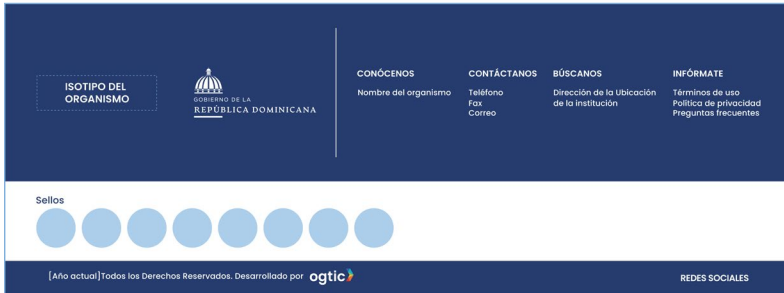 ISOTIPO DEL
ORGANISMO
GOBIERNO DE LA
REPÚBLICA DOMINICANA
CONÓCENOS
Nombre del organismo
CONTÁCTANOS
Teléfono
Fax
Correo
BÚSCANOS
Dirección de la Ubicación
de la institución
INFÓRMATE
Términos de uso
Política de privacidad
Preguntas frecuentes
Sellos
[Año actual]Todos los Derechos Reservados. Desarrollado por ogtic
REDES SOCIALES